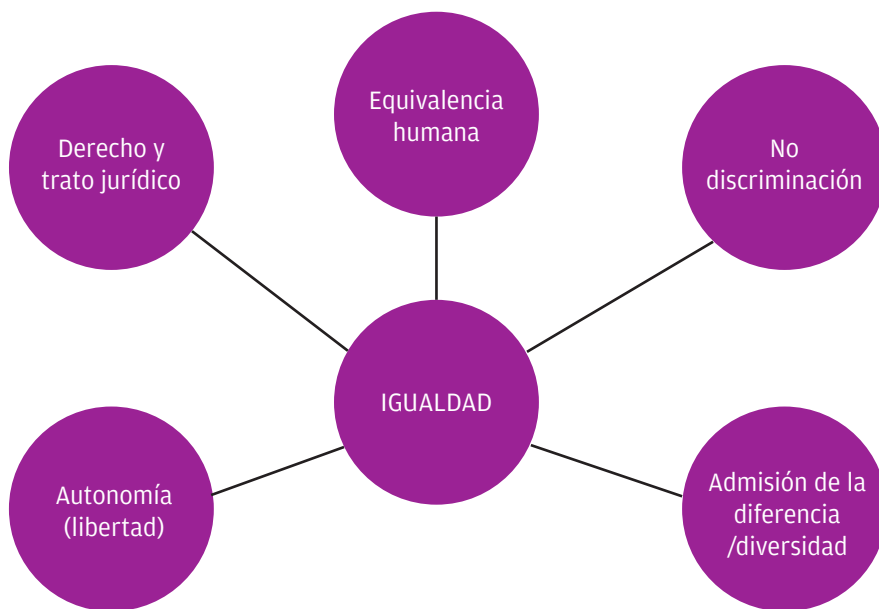 Equivalencia
humana
Derecho y
trato jurídico
No
discriminación
IGUALDAD
Autonomía
(libertad)
Admisión de la
diferencia
/diversidad